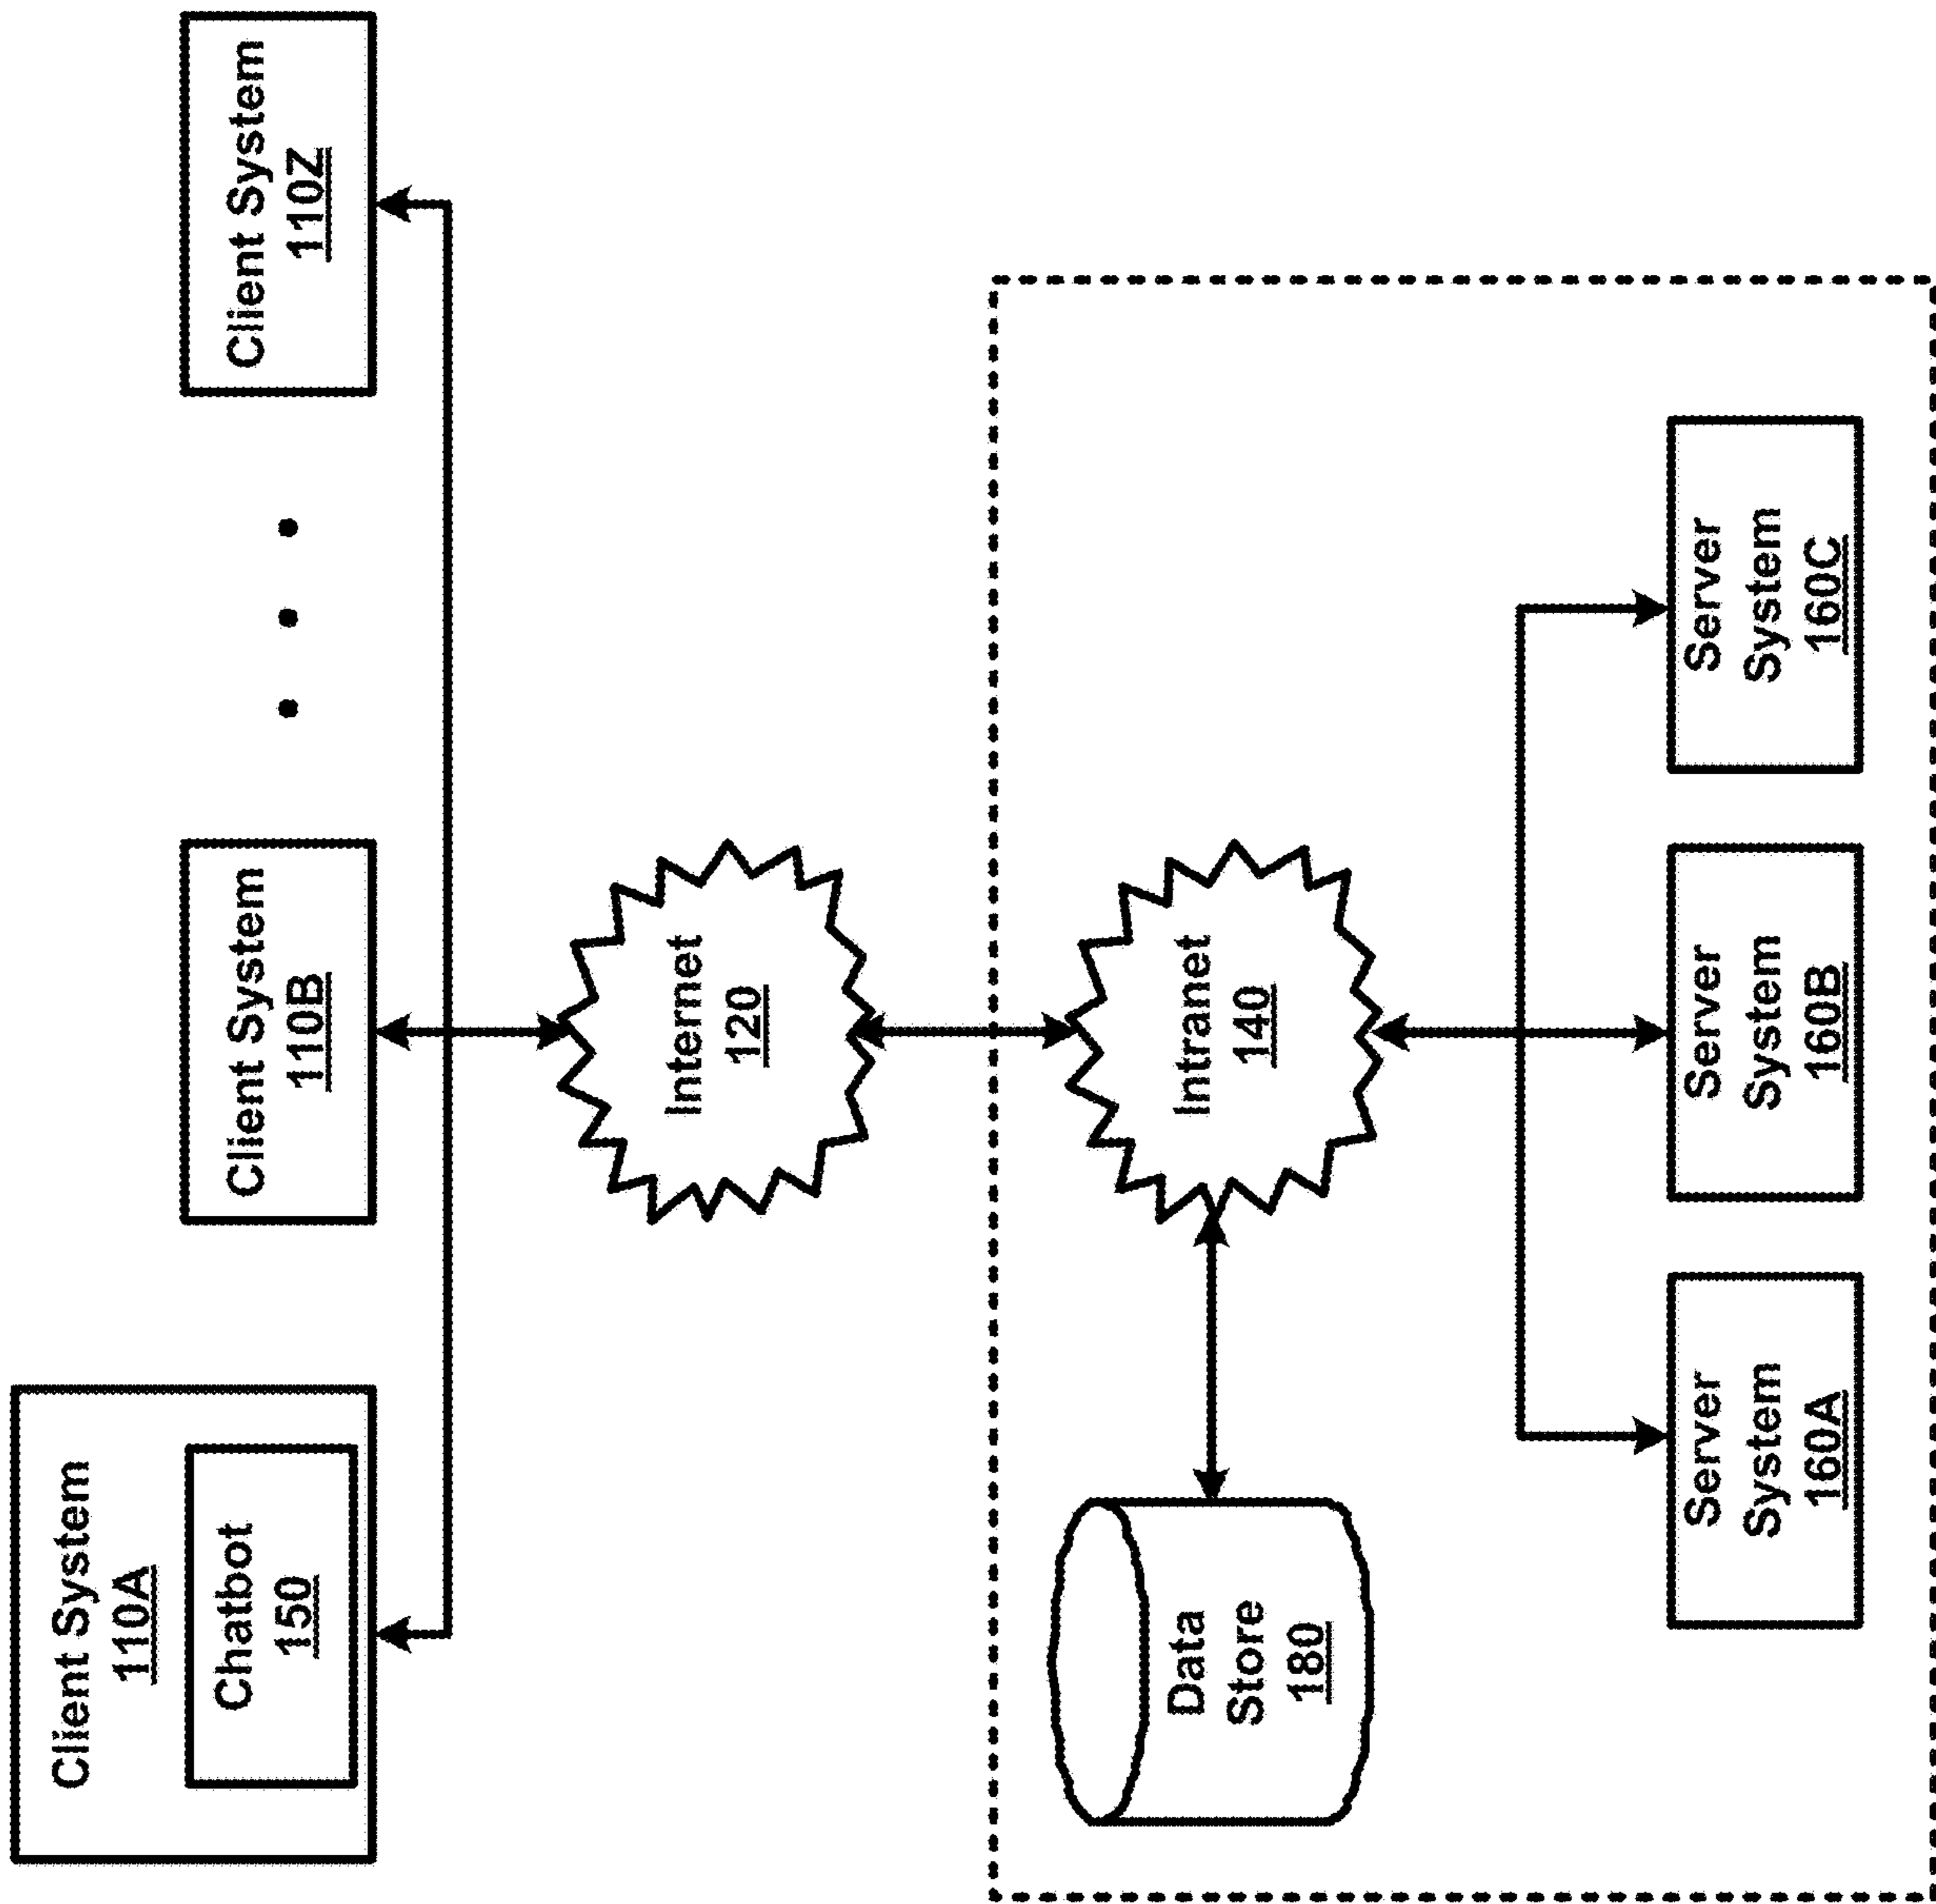 Client System
110A
Chatbot
150
Client System
110B
Client System
110Z
Internet
120
Intranet
140
Data
Store
180
Server
System
160A
Server
System
160B
Server
System
160C